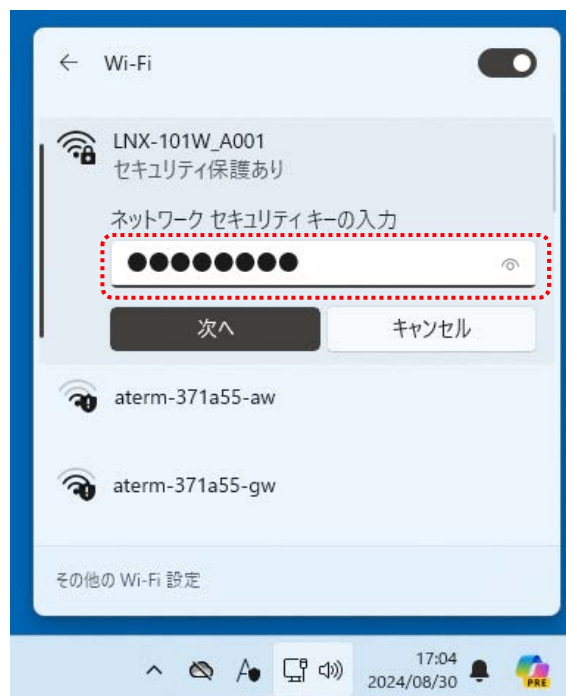 Wi-Fi
LNX-101W_A001
セキュリティ保護あり
ネットワーク セキュリティ キーの入力
●●●●●●●●
次へ
キャンセル
aterm-371a55-aw
aterm-371a55-gw
その他の Wi-Fi 設定
A
17:04
2024/08/30
PRE